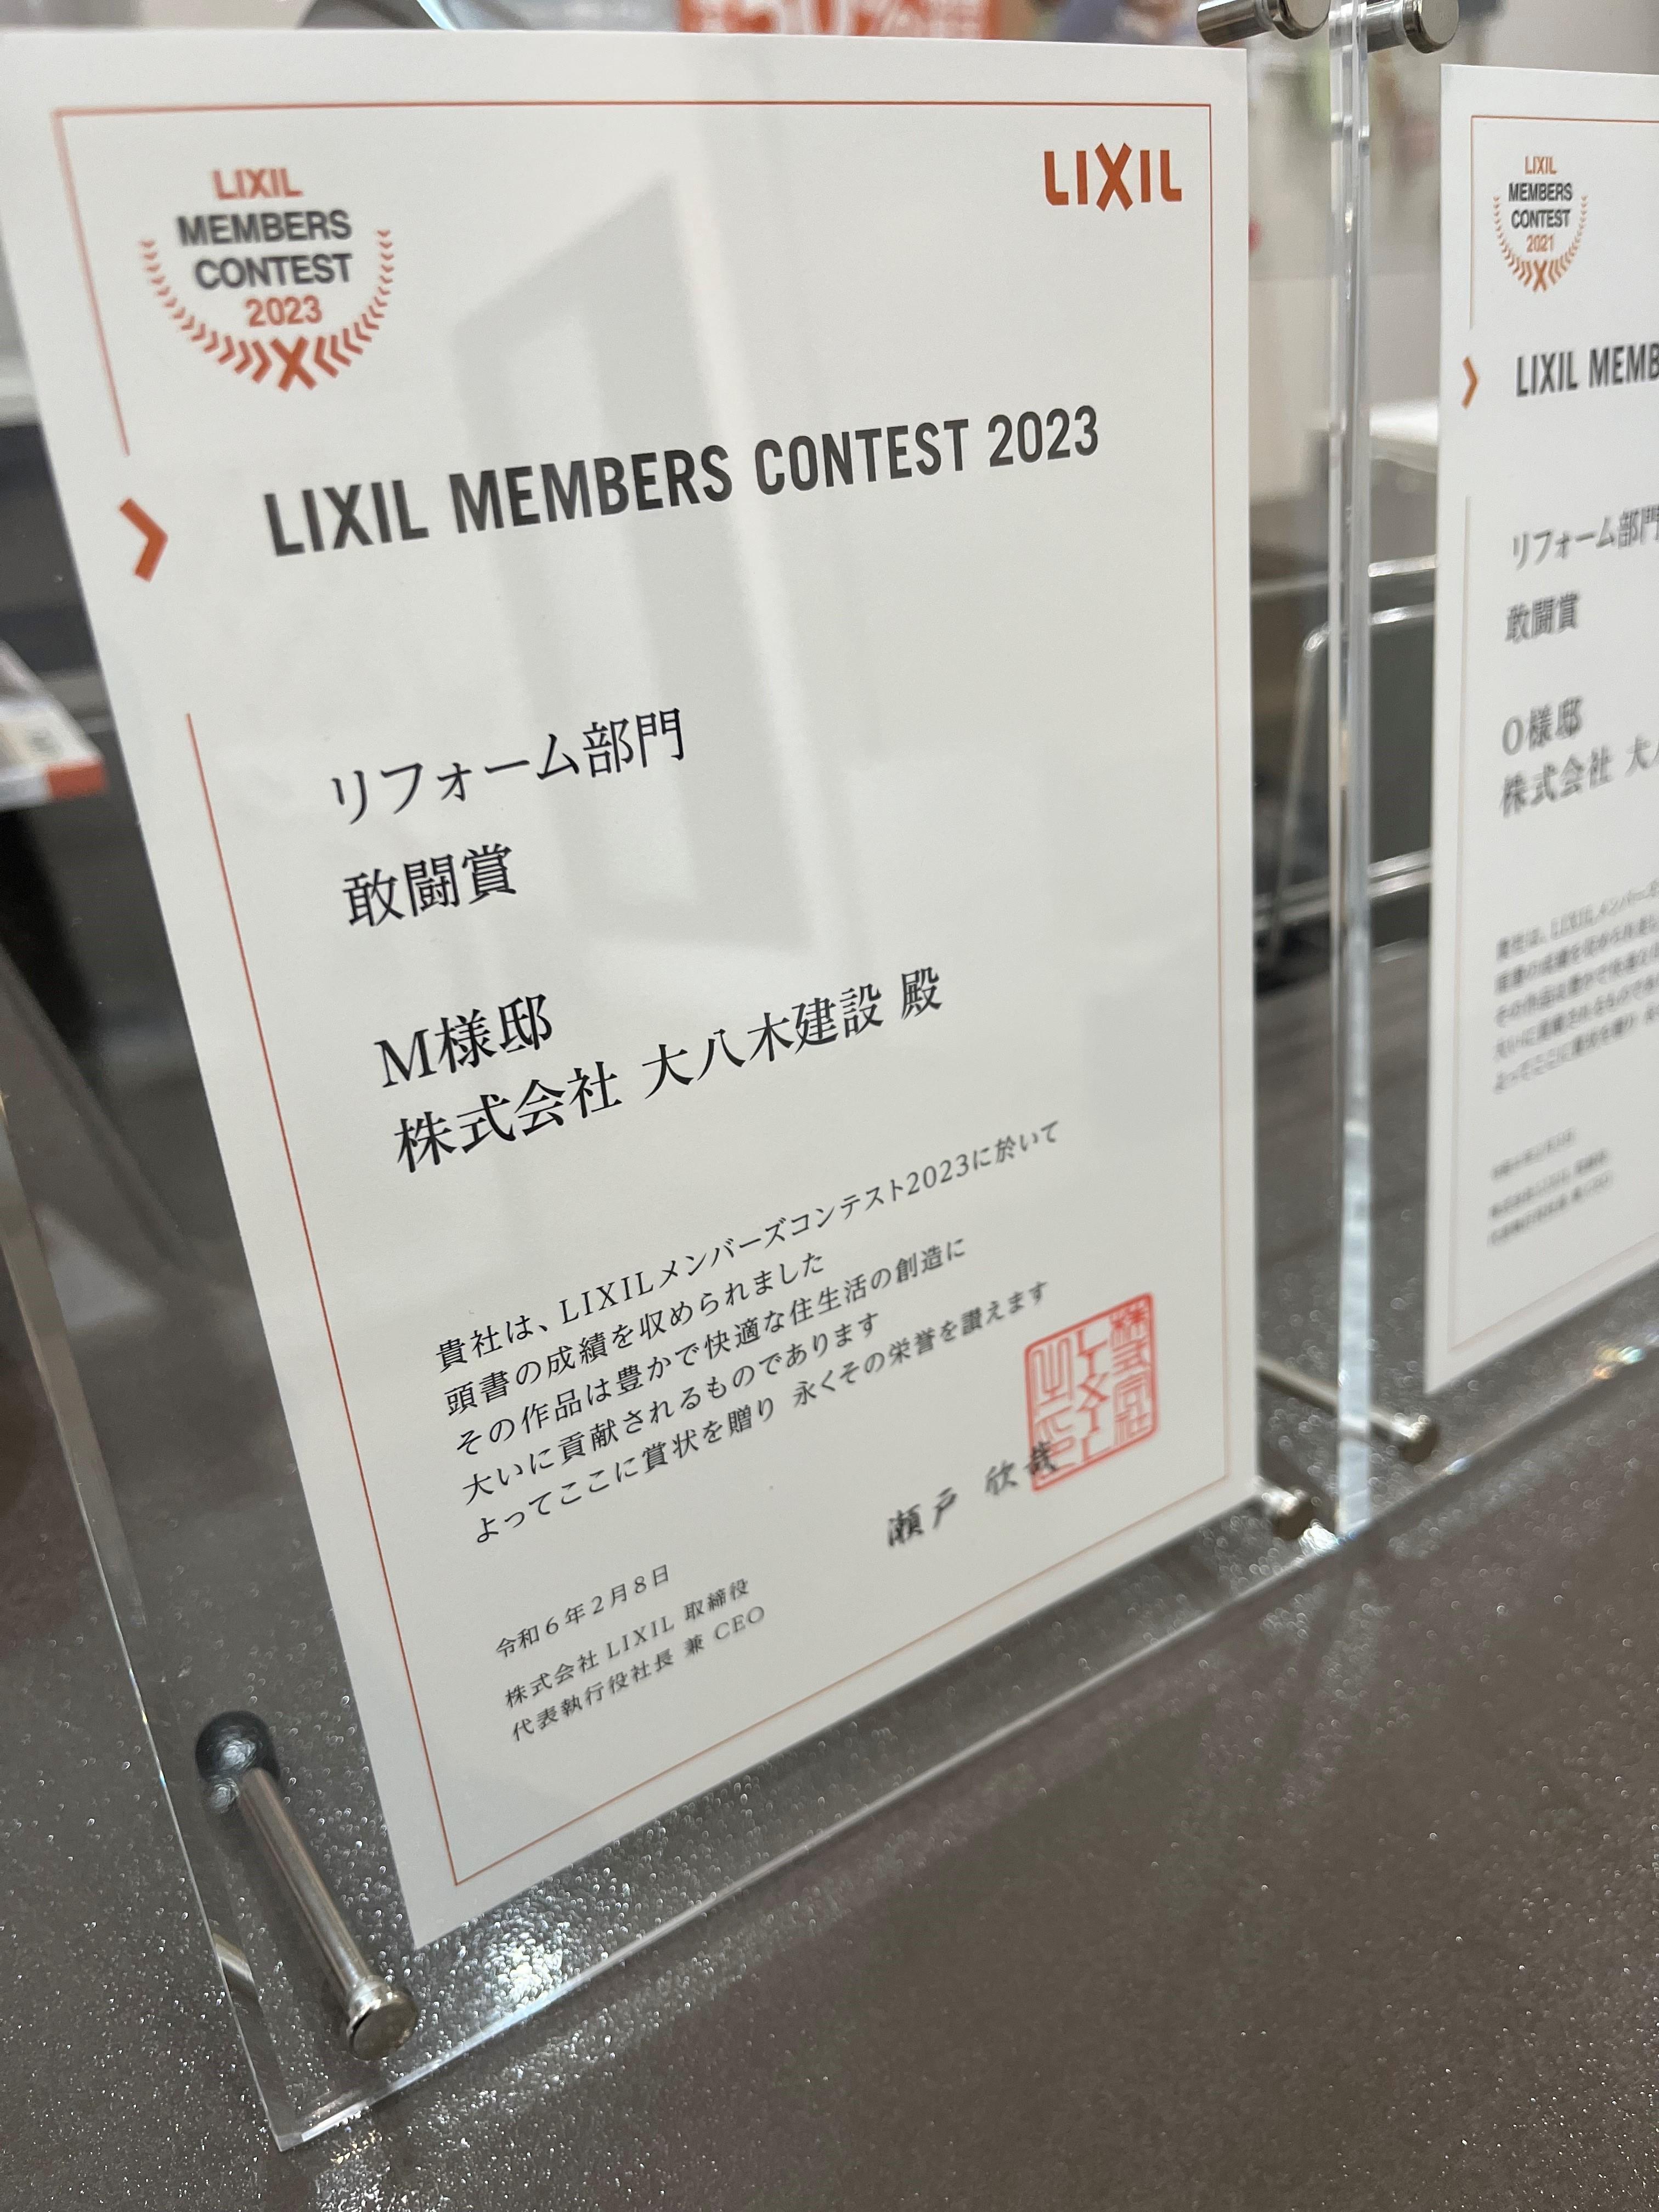 LIXIL
MEMBERS
CONTEST
2023
LIXIL
LIXIL MEMBERS CONTEST 2023
リフォーム部門
敢闘賞
M様邸
株式会社 大八木建設 殿
貴社は、LIXILメンバーズコンテスト2023に於いて
頭書の成績を収められました
その作品は豊かで快適な住生活の創造に
大いに貢献されるものであります
よってここに賞状を贈り 永くその栄誉を讃えます
令和6年2月8日
株式会社 LIXIL 取締役
代表執行役社長 兼 CEO
瀬戸 欣哉
LIXIL
MEMBERS
CONTEST
2021
LIXIL MEMB
リフォーム部門
敢闘賞
O様邸
株式会社 大八